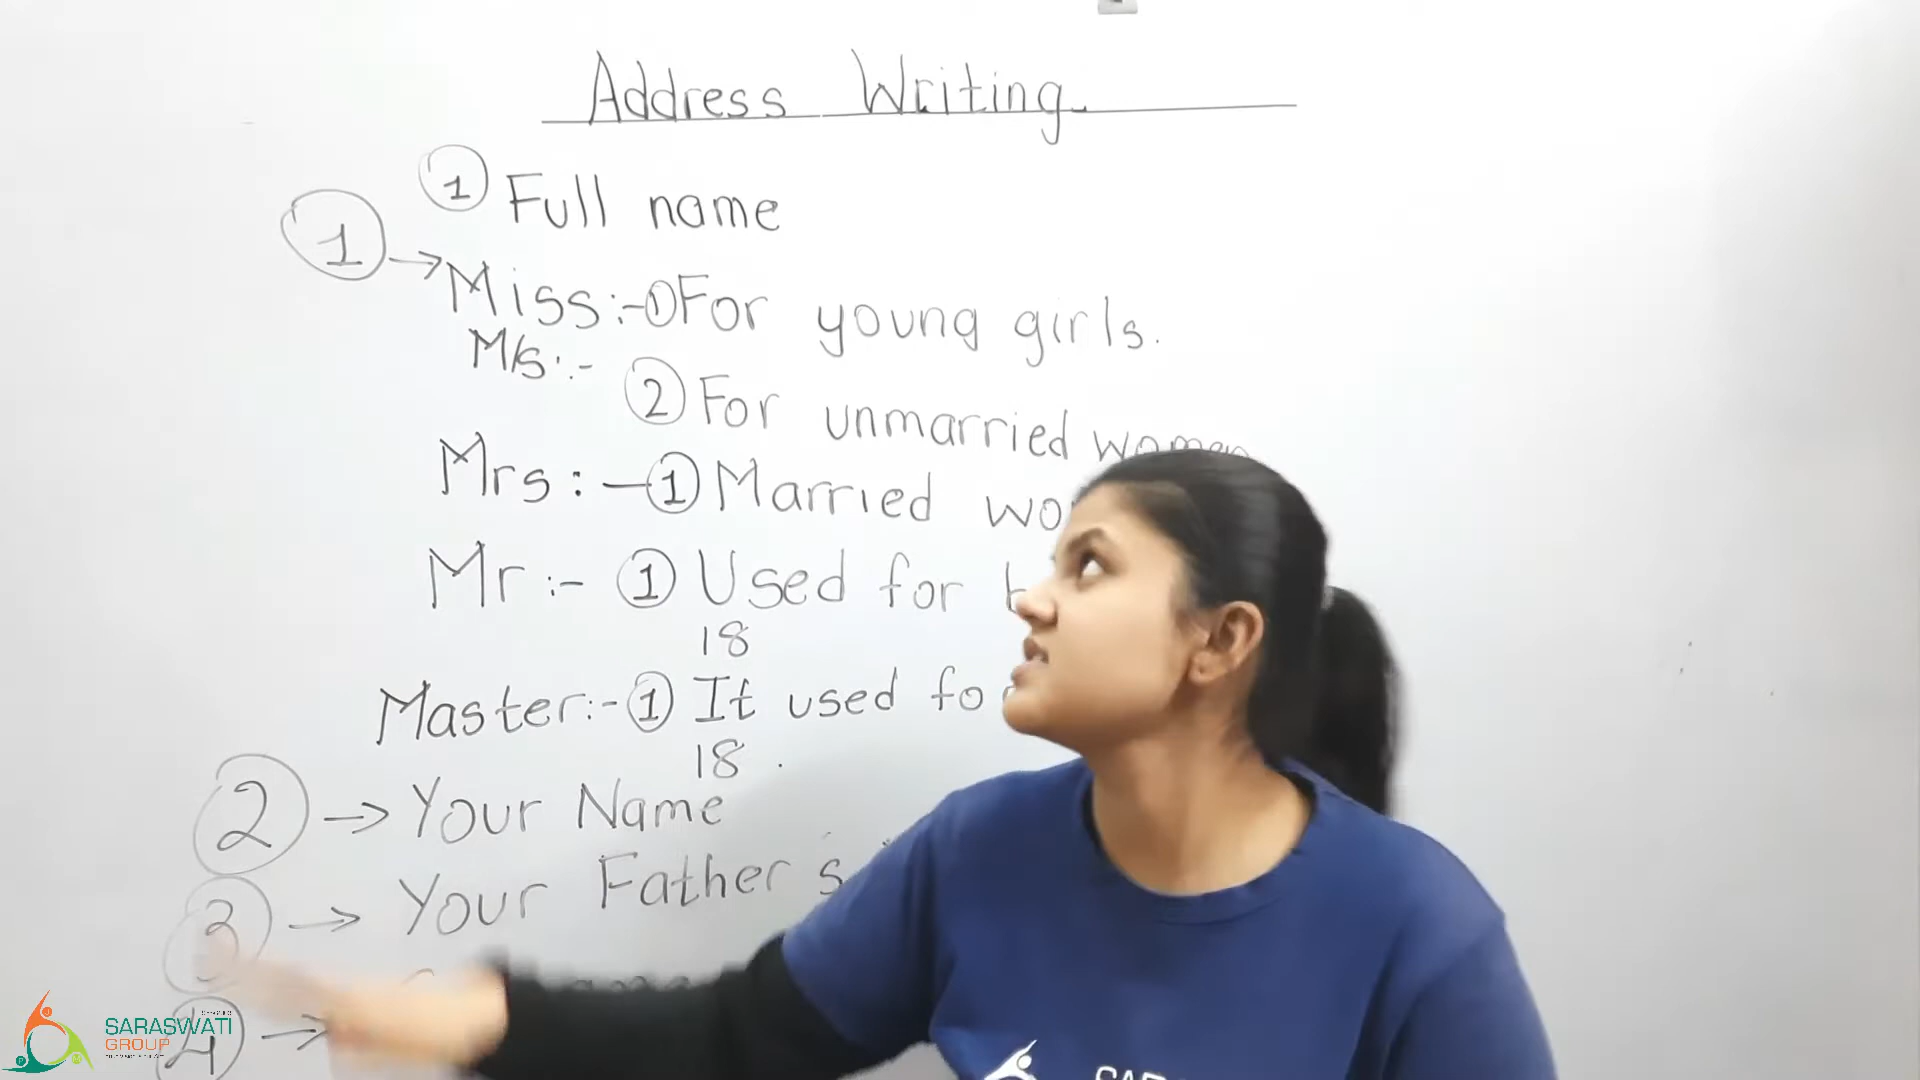 Address Writing
① Full name
① → Miss:-① For young girls.
M/s:-
② For unmarried women
Mrs:-① Married
Mr:- ① Used for
18
Master:-① It used
18.
② → Your Name
③ → Your Father's
④ →
SARASWATI
GROUP